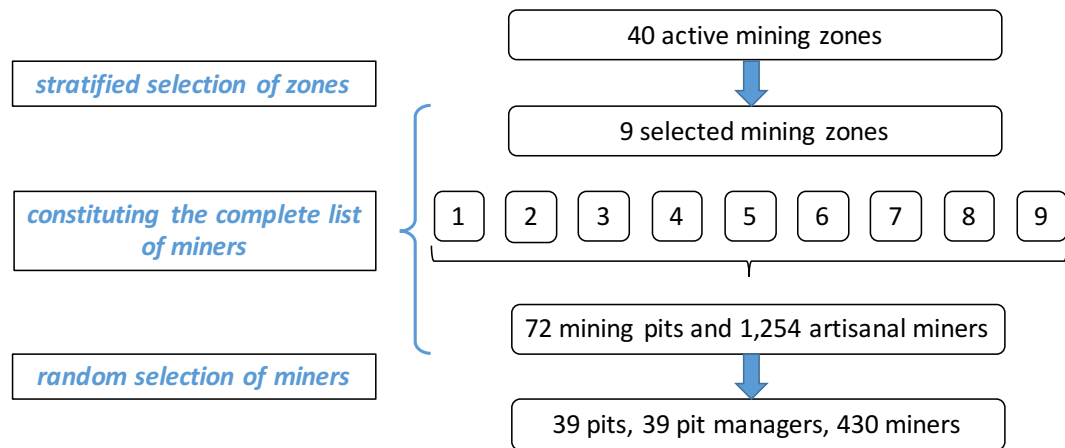 40 active mining zones
stratified selection of zones
9 selected mining zones
constituting the complete list
of miners
1 2 3 4 5 6 7 8 9
72 mining pits and 1,254 artisanal miners
random selection of miners
39 pits, 39 pit managers, 430 miners